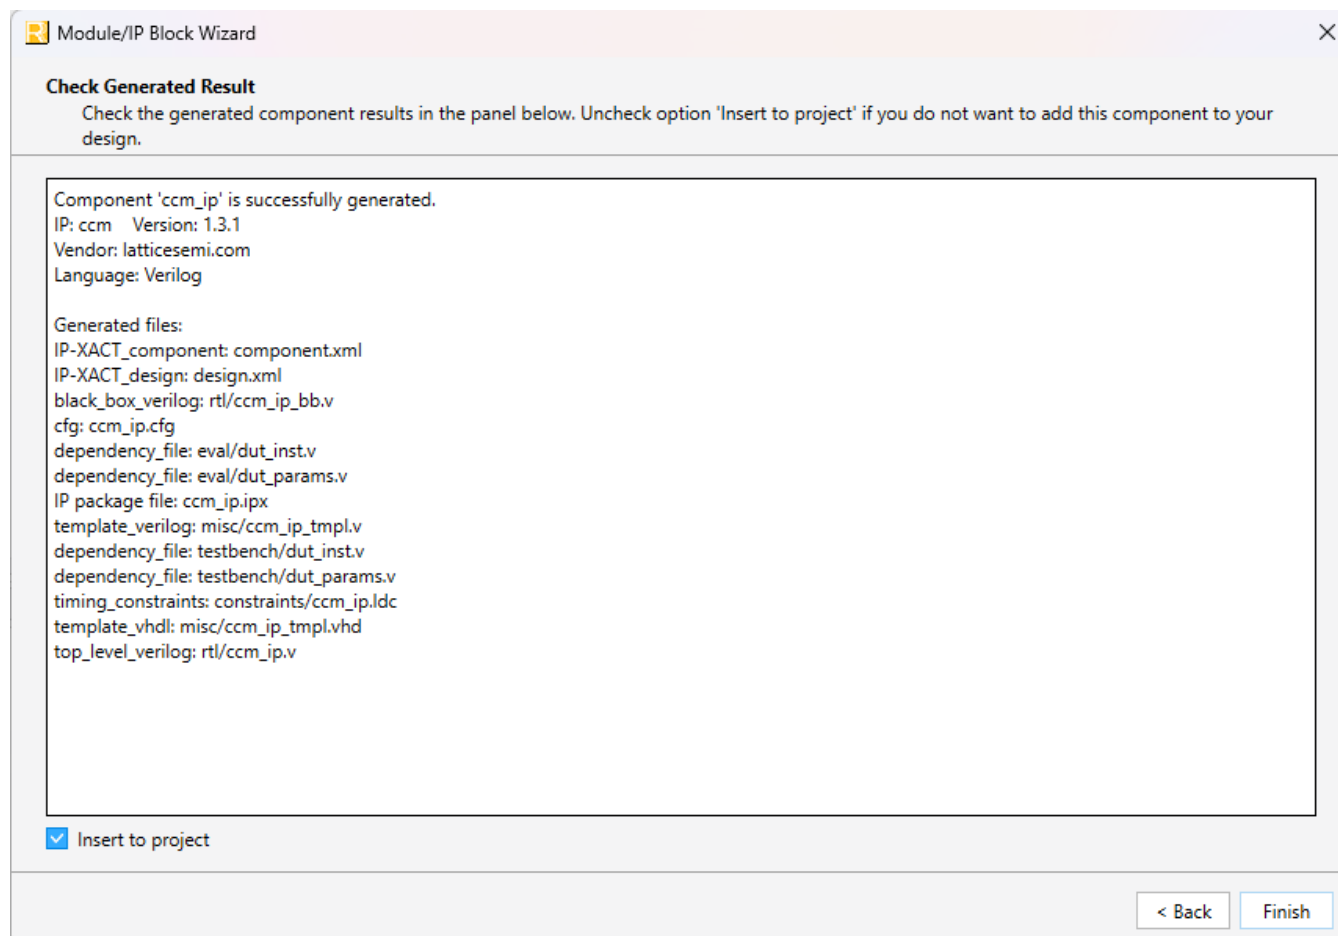 Module/IP Block Wizard
Check Generated Result
Check the generated component results in the panel below. Uncheck option 'Insert to project' if you do not want to add this component to your
design.
Component 'ccm_ip' is successfully generated.
IP: ccm    Version: 1.3.1
Vendor: latticesemi.com
Language: Verilog
Generated files:
IP-XACT_component: component.xml
IP-XACT_design: design.xml
black_box_verilog: rtl/ccm_ip_bb.v
cfg: ccm_ip.cfg
dependency_file: eval/dut_inst.v
dependency_file: eval/dut_params.v
IP package file: ccm_ip.ipx
template_verilog: misc/ccm_ip_tmpl.v
dependency_file: testbench/dut_inst.v
dependency_file: testbench/dut_params.v
timing_constraints: constraints/ccm_ip.ldc
template_vhdl: misc/ccm_ip_tmpl.vhd
top_level_verilog: rtl/ccm_ip.v
Insert to project
< Back
Finish